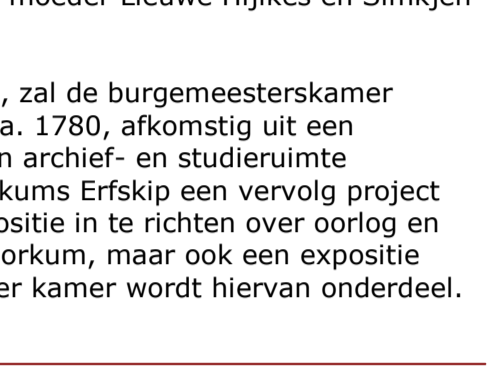 moeder Lieuwe Hijlkes en Simkjen
, zal de burgemeesterskamer
a. 1780, afkomstig uit een
n archief- en studieruimte
kums Erfskip een vervolg project
ositie in te richten over oorlog en
orkum, maar ook een expositie
er kamer wordt hiervan onderdeel.